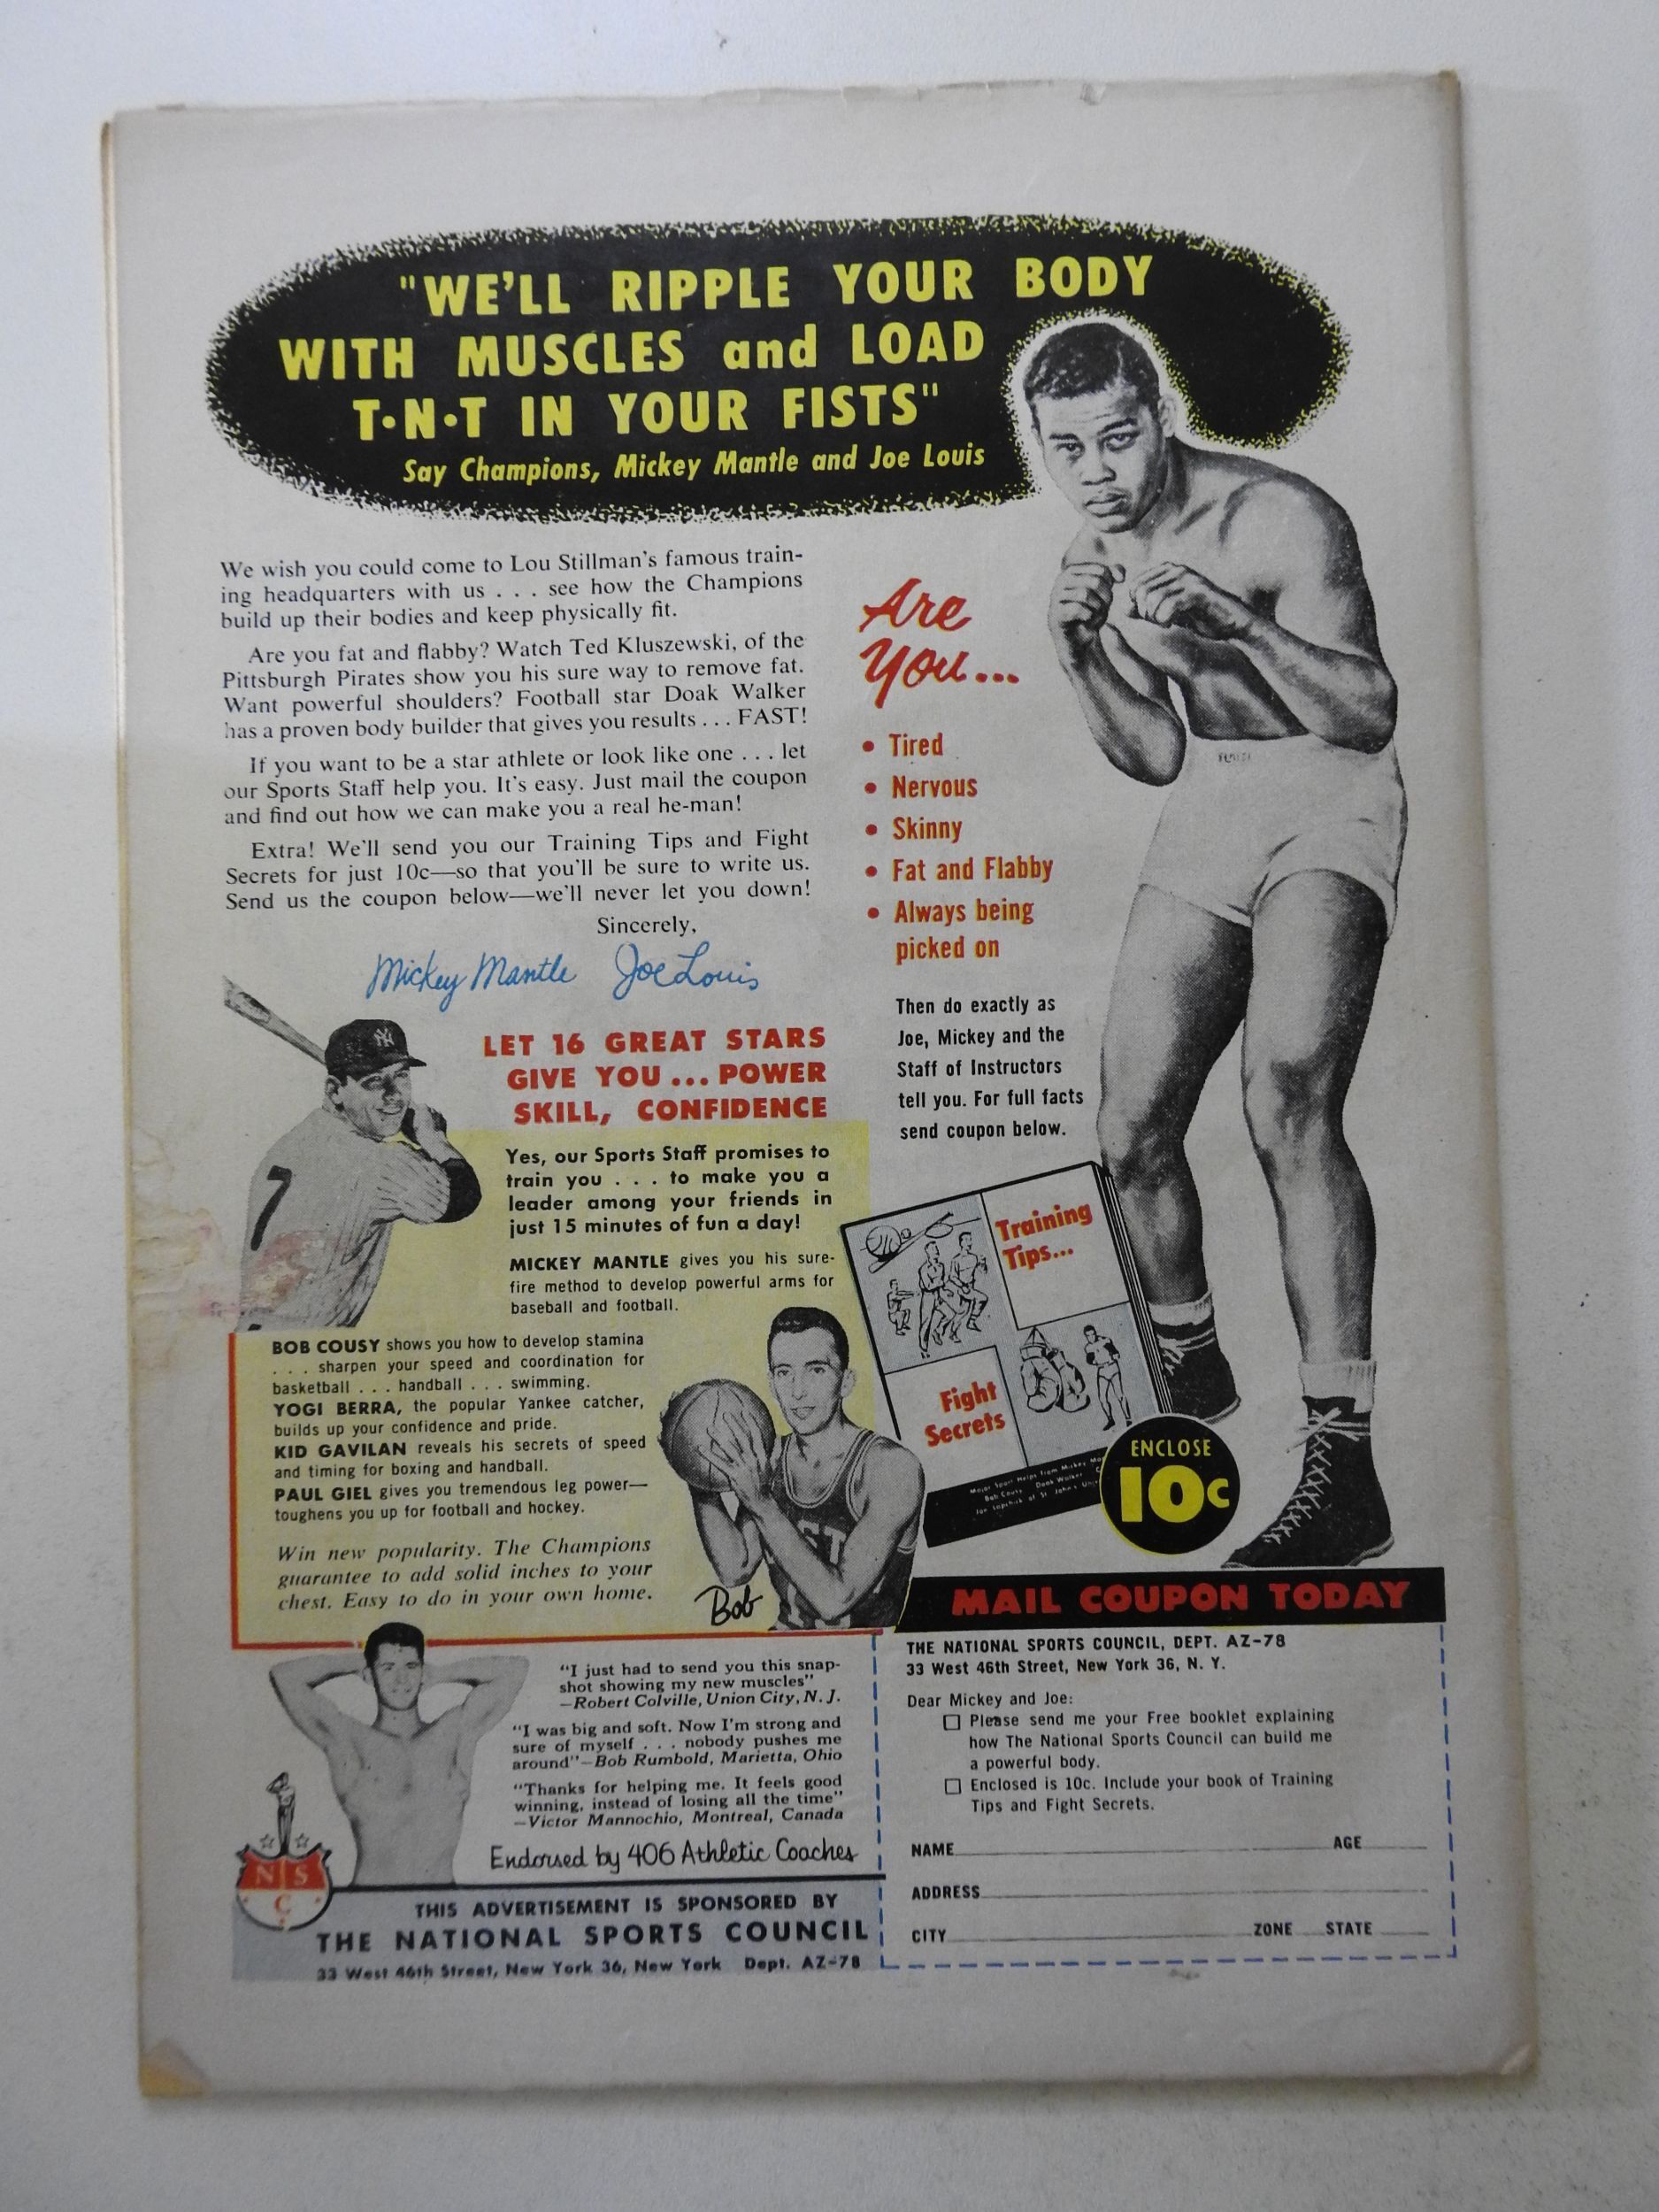 "WE'LL RIPPLE YOUR BODY
WITH MUSCLES and LOAD
T·N·T IN YOUR FISTS"
Say Champions, Mickey Mantle and Joe Louis
We wish you could come to Lou Stillman's famous train-
ing headquarters with us . . . see how the Champions
build up their bodies and keep physically fit.
Are you fat and flabby? Watch Ted Kluszewski, of the
Pittsburgh Pirates show you his sure way to remove fat.
Want powerful shoulders? Football star Doak Walker
has a proven body builder that gives you results . . . FAST!
If you want to be a star athlete or look like one . . . let
our Sports Staff help you. It's easy. Just mail the coupon
and find out how we can make you a real he-man!
Extra! We'll send you our Training Tips and Fight
Secrets for just 10c—so that you'll be sure to write us.
Send us the coupon below—we'll never let you down!
Sincerely,
Mickey Mantle Joe Louis
Are
You...
• Tired
• Nervous
• Skinny
• Fat and Flabby
• Always being
picked on
Then do exactly as
Joe, Mickey and the
Staff of Instructors
tell you. For full facts
send coupon below.
NY
7
LET 16 GREAT STARS
GIVE YOU ... POWER
SKILL, CONFIDENCE
Yes, our Sports Staff promises to
train you . . . to make you a
leader among your friends in
just 15 minutes of fun a day!
MICKEY MANTLE gives you his sure-
fire method to develop powerful arms for
baseball and football.
BOB COUSY shows you how to develop stamina
. . . sharpen your speed and coordination for
basketball . . . handball . . . swimming.
YOGI BERRA, the popular Yankee catcher,
builds up your confidence and pride.
KID GAVILAN reveals his secrets of speed
and timing for boxing and handball.
PAUL GIEL gives you tremendous leg power—
toughens you up for football and hockey.
Win new popularity. The Champions
guarantee to add solid inches to your
chest. Easy to do in your own home.
Bob
Training
Tips...
Fight
Secrets
Major Sport Helps from Mickey
Bob Cousy Doak Walker
Joe Lapchick of St. John's
ENCLOSE
10c
MAIL COUPON TODAY
"I just had to send you this snap-
shot showing my new muscles"
—Robert Colville, Union City, N. J.
"I was big and soft. Now I'm strong and
sure of myself . . . nobody pushes me
around"—Bob Rumbold, Marietta, Ohio
"Thanks for helping me. It feels good
winning, instead of losing all the time"
—Victor Mannochio, Montreal, Canada
Endorsed by 406 Athletic Coaches
N S
C
THIS ADVERTISEMENT IS SPONSORED BY
THE NATIONAL SPORTS COUNCIL
33 West 46th Street, New York 36, New York Dept. AZ-78
THE NATIONAL SPORTS COUNCIL, DEPT. AZ-78
33 West 46th Street, New York 36, N. Y.
Dear Mickey and Joe:
☐ Please send me your Free booklet explaining
how The National Sports Council can build me
a powerful body.
☐ Enclosed is 10c. Include your book of Training
Tips and Fight Secrets.
NAME AGE
ADDRESS
CITY ZONE STATE